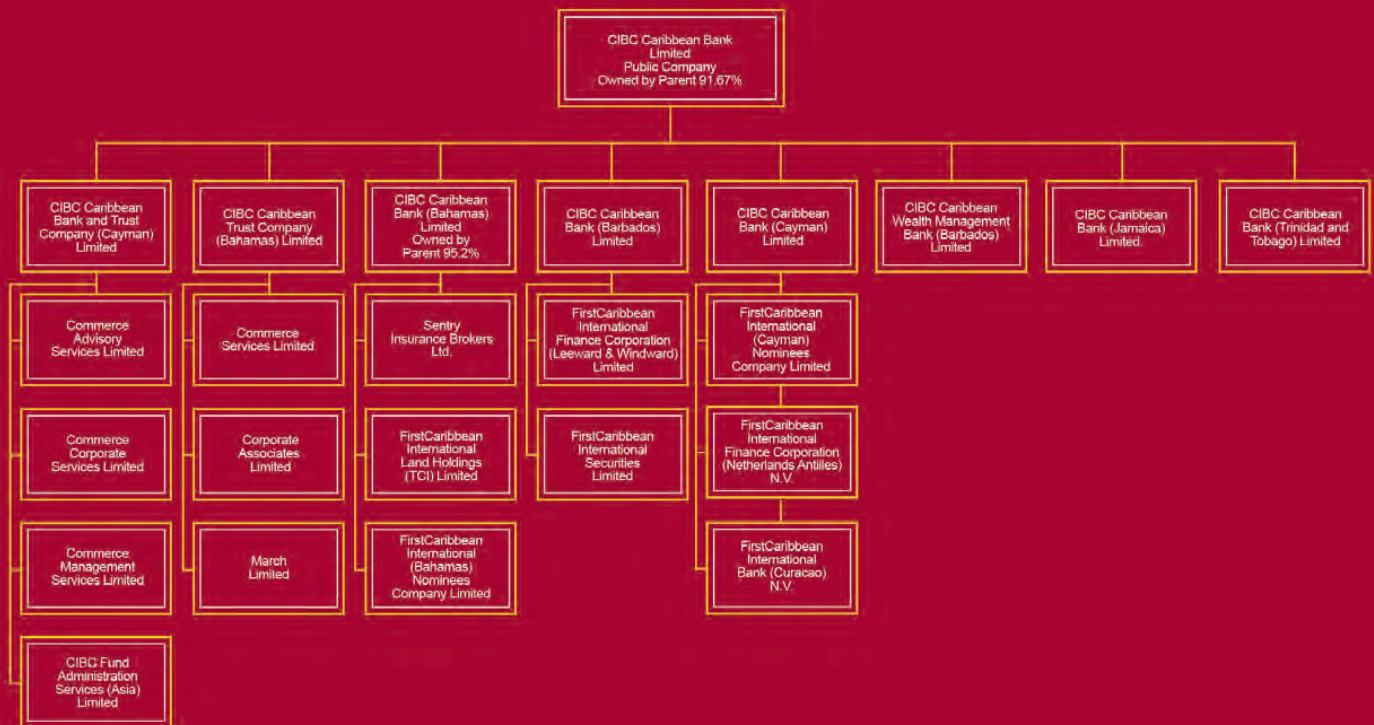 CIBC Caribbean Bank
Limited
Public Company
Owned by Parent 91.67%
CIBC Caribbean
Bank and Trust
Company (Cayman)
Limited
CIBC Caribbean
Trust Company
(Bahamas) Limited
CIBC Caribbean
Bank (Bahamas)
Limited
Owned by
Parent 95.2%
CIBC Caribbean
Bank (Barbados)
Limited
CIBC Caribbean
Bank (Cayman)
Limited
CIBC Caribbean
Wealth Management
Bank (Barbados)
Limited
CIBC Caribbean
Bank (Jamaica)
Limited.
CIBC Caribbean
Bank (Trinidad and
Tobago) Limited
Commerce
Advisory
Services Limited
Commerce
Services Limited
Sentry
Insurance Brokers
Ltd.
FirstCaribbean
International
Finance Corporation
(Leeward & Windward)
Limited
FirstCaribbean
International
(Cayman)
Nominees
Company Limited
Commerce
Corporate
Services Limited
Corporate
Associates
Limited
FirstCaribbean
International
Land Holdings
(TCI) Limited
FirstCaribbean
International
Securities
Limited
FirstCaribbean
International
Finance Corporation
(Netherlands Antilles)
N.V.
Commerce
Management
Services Limited
March
Limited
FirstCaribbean
International
(Bahamas)
Nominees
Company Limited
FirstCaribbean
International
Bank (Curacao)
N.V.
CIBC Fund
Administration
Services (Asia)
Limited